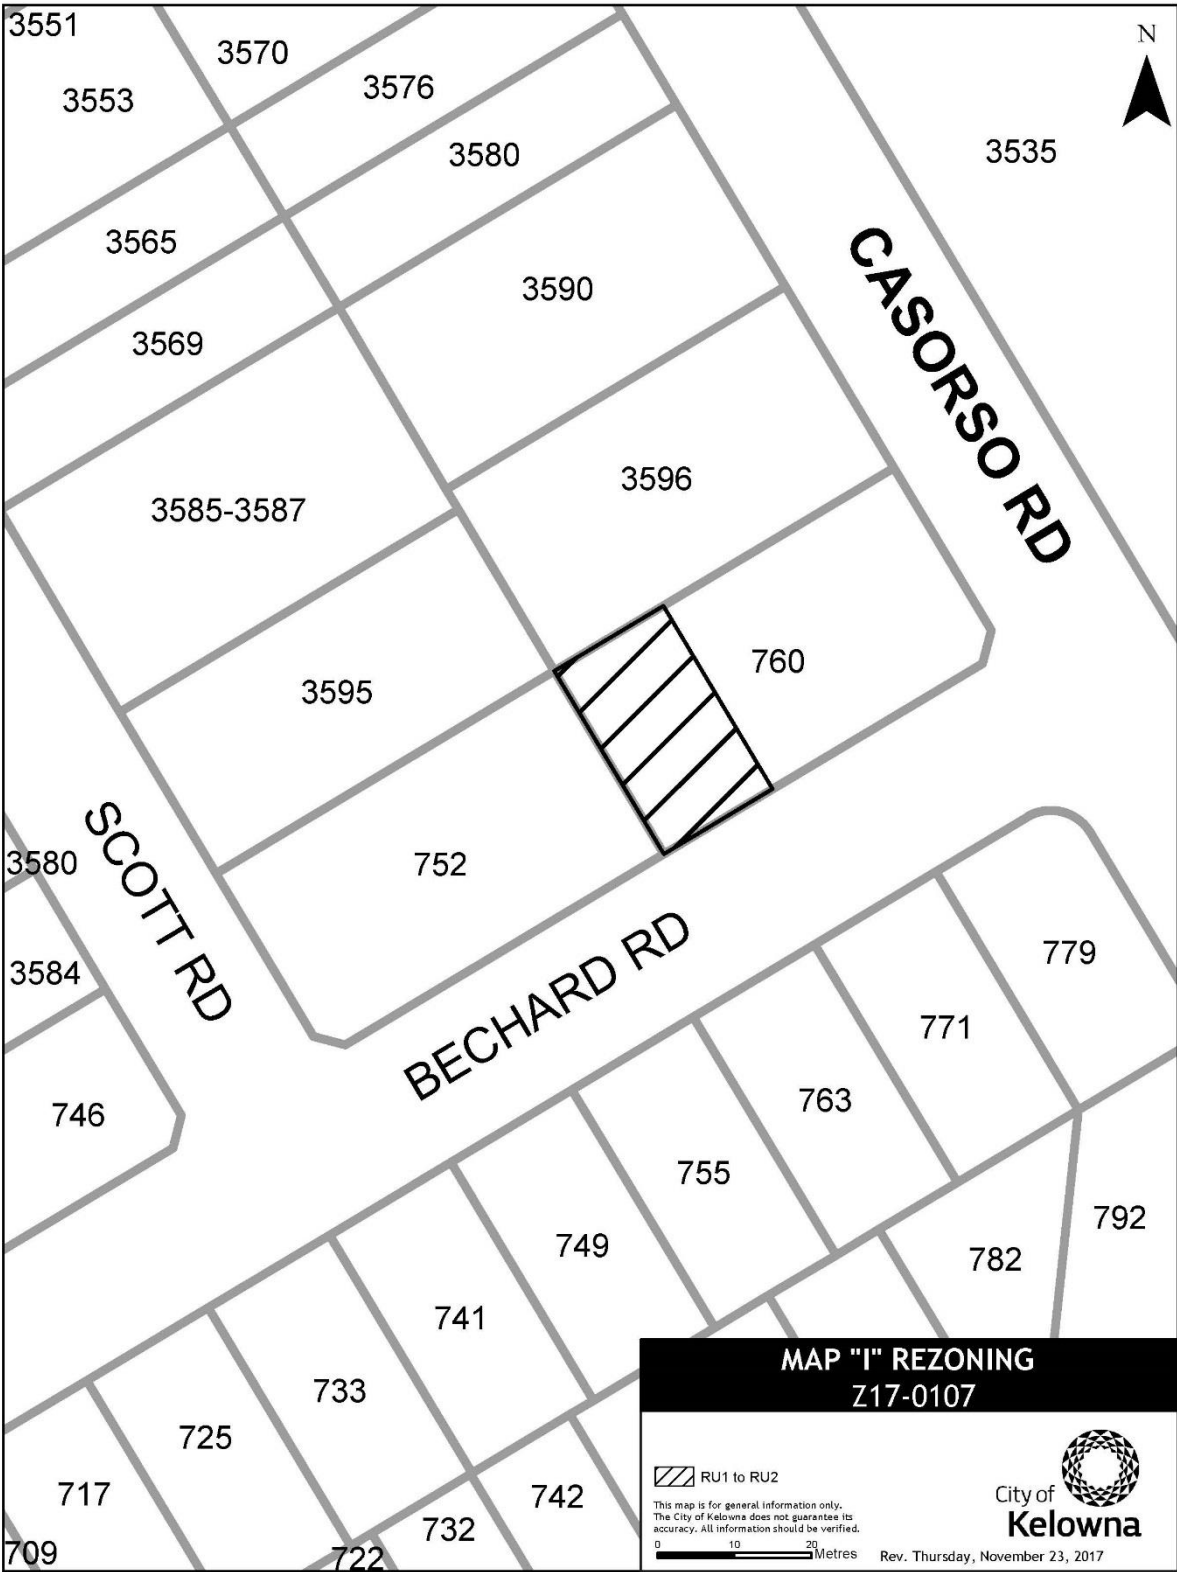 3551
3570
N
3553
3576
3580
3535
3565
CASORSO RD
3590
3569
3596
3585-3587
760
3595
SCOTT RD
3580
752
BECHARD RD
779
3584
771
746
763
755
792
749
782
741
733
725
717
742
732
722
709
MAP "I" REZONING
Z17-0107
RU1 to RU2
This map is for general information only.
The City of Kelowna does not guarantee its
accuracy. All information should be verified.
0 10 20
Metres
City of
Kelowna
Rev. Thursday, November 23, 2017